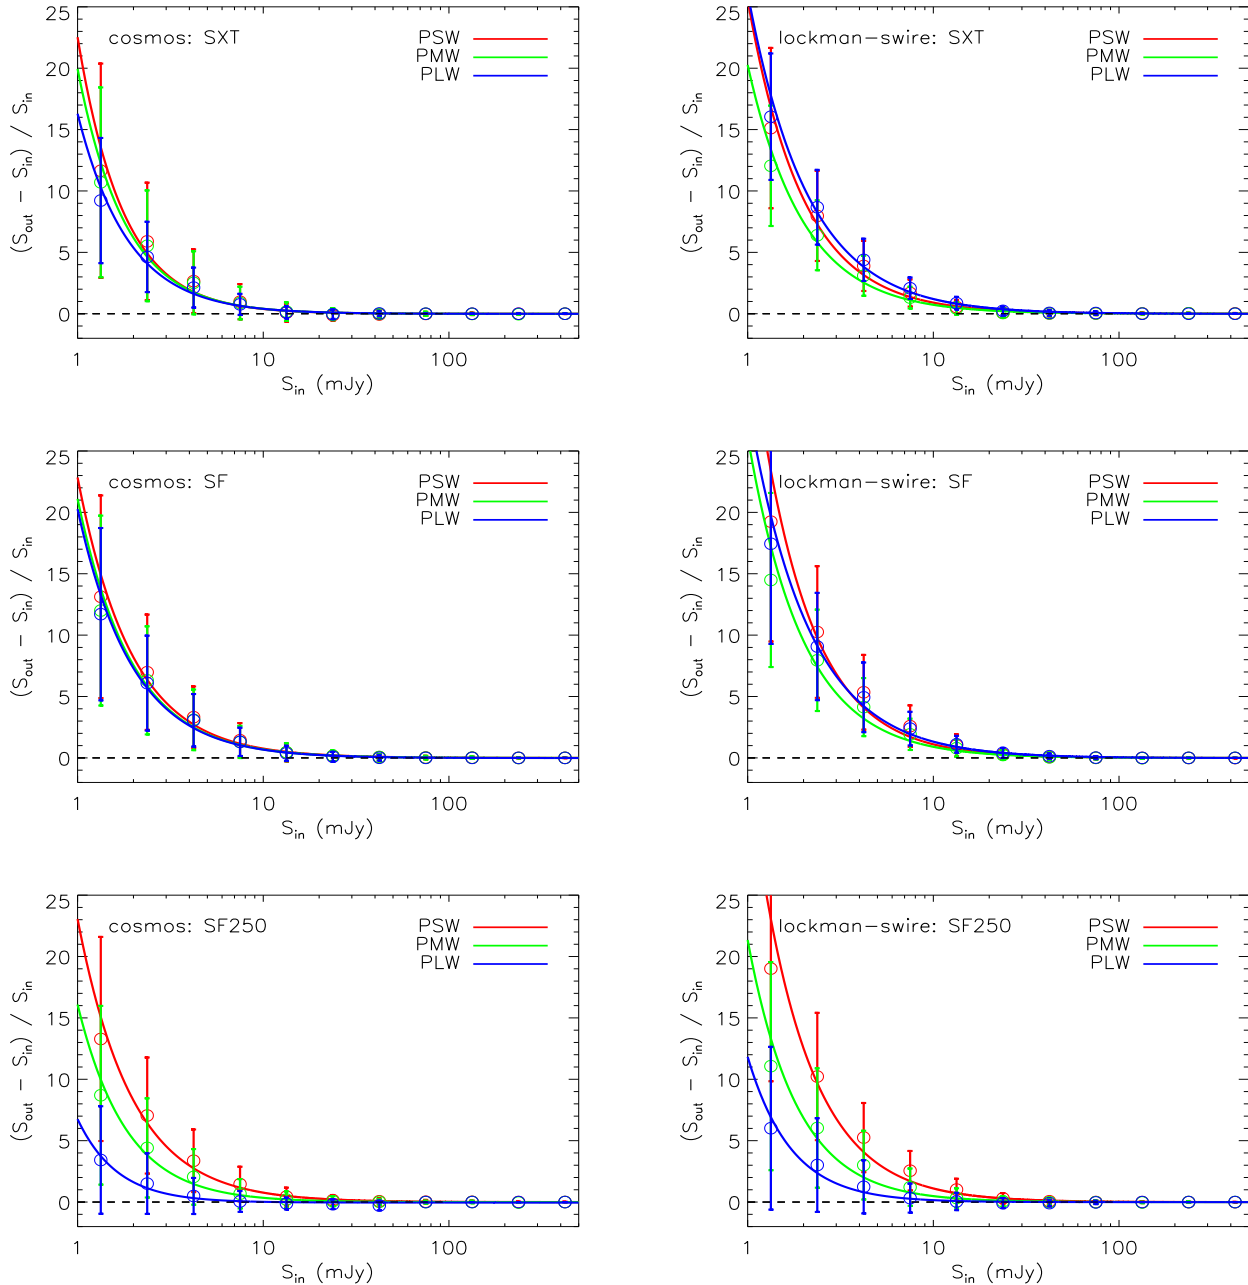 cosmos: SXT
PSW
PMW
PLW
25
20
15
10
5
0
(S_out − S_in) / S_in
1 10 100
S_in (mJy)
lockman−swire: SXT
PSW
PMW
PLW
25
20
15
10
5
0
(S_out − S_in) / S_in
1 10 100
S_in (mJy)
cosmos: SF
PSW
PMW
PLW
25
20
15
10
5
0
(S_out − S_in) / S_in
1 10 100
S_in (mJy)
lockman−swire: SF
PSW
PMW
PLW
25
20
15
10
5
0
(S_out − S_in) / S_in
1 10 100
S_in (mJy)
cosmos: SF250
PSW
PMW
PLW
25
20
15
10
5
0
(S_out − S_in) / S_in
1 10 100
S_in (mJy)
lockman−swire: SF250
PSW
PMW
PLW
25
20
15
10
5
0
(S_out − S_in) / S_in
1 10 100
S_in (mJy)